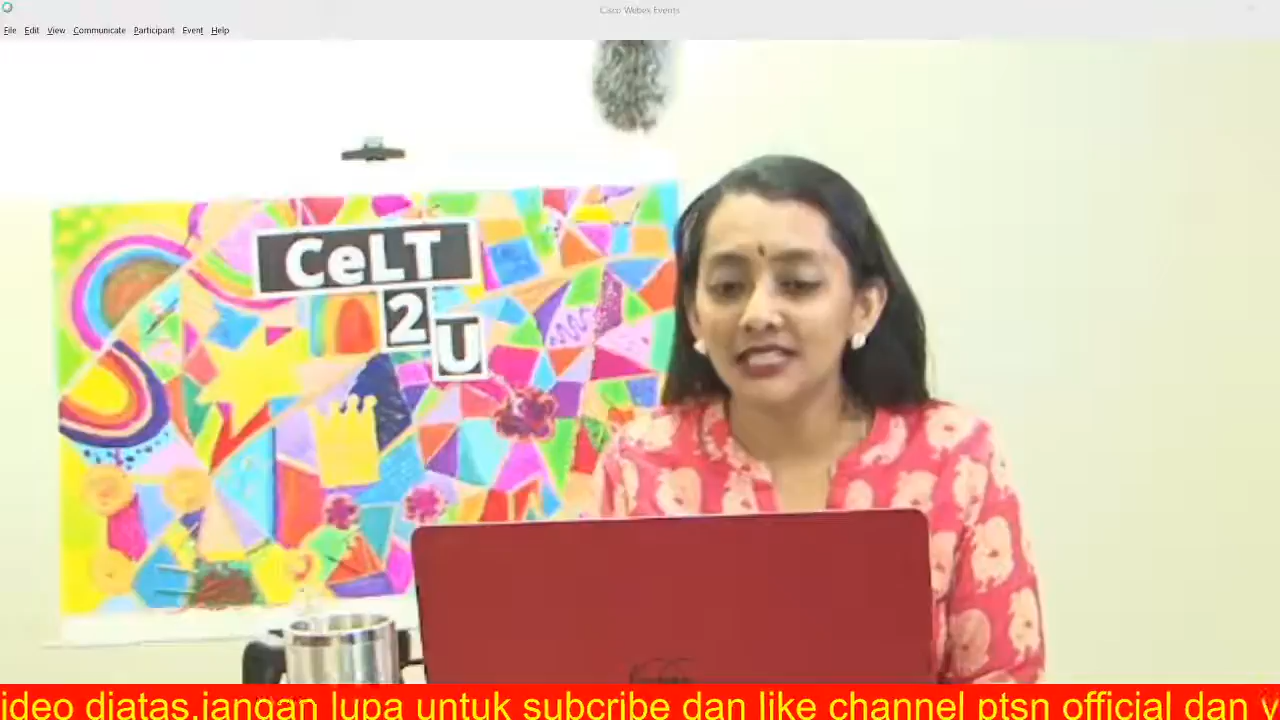 Cisco Webex Events
File Edit View Communicate Participant Event Help
CeLT
2
U
ideo diatas,jangan lupa untuk subcribe dan like channel ptsn official dan y